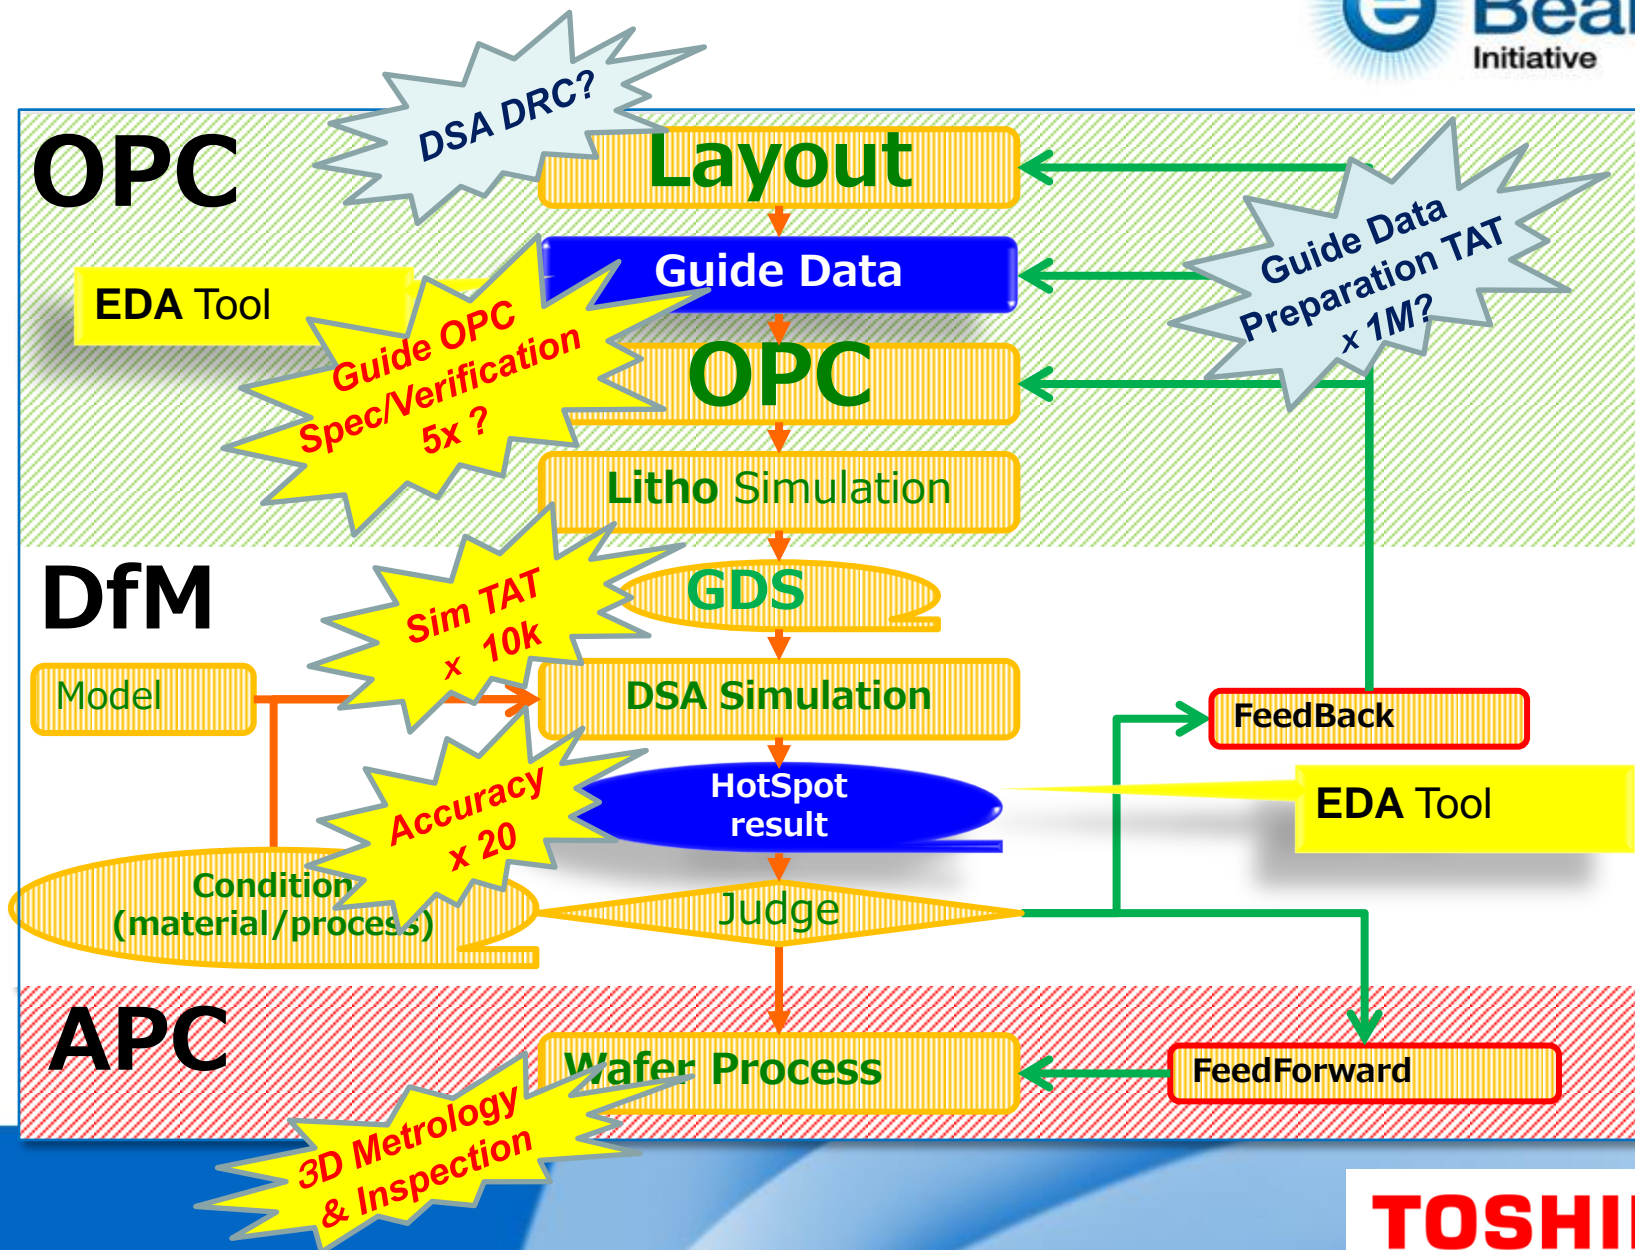 e Beam
Initiative
DSA DRC?
OPC
Layout
Guide Data
Preparation TAT
x 1M?
Guide Data
EDA Tool
Guide OPC
Spec/Verification
5x ?
OPC
Litho Simulation
DfM
Sim TAT
x 10k
GDS
Model
DSA Simulation
FeedBack
Accuracy
x 20
HotSpot
result
EDA Tool
Condition
(material/process)
Judge
APC
Wafer Process
FeedForward
3D Metrology
& Inspection
TOSHI